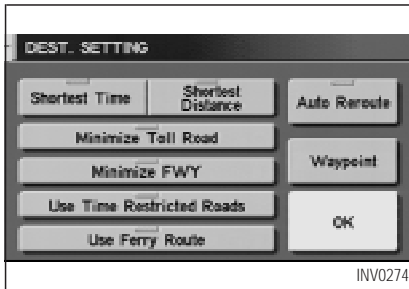 DEST. SETTING
Shortest Time
Shortest
Distance
Auto Reroute
Minimize Toll Road
Minimize FWY
Waypoint
Use Time Restricted Roads
Use Ferry Route
OK
INV0274